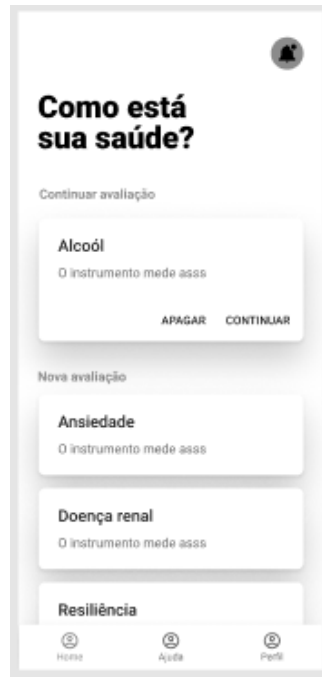 Como está
sua saúde?
Continuar avaliação
Alcoól
O instrumento mede asss
APAGAR CONTINUAR
Nova avaliação
Ansiedade
O instrumento mede asss
Doença renal
O instrumento mede asss
Resiliência
Home Ajuda Perfil